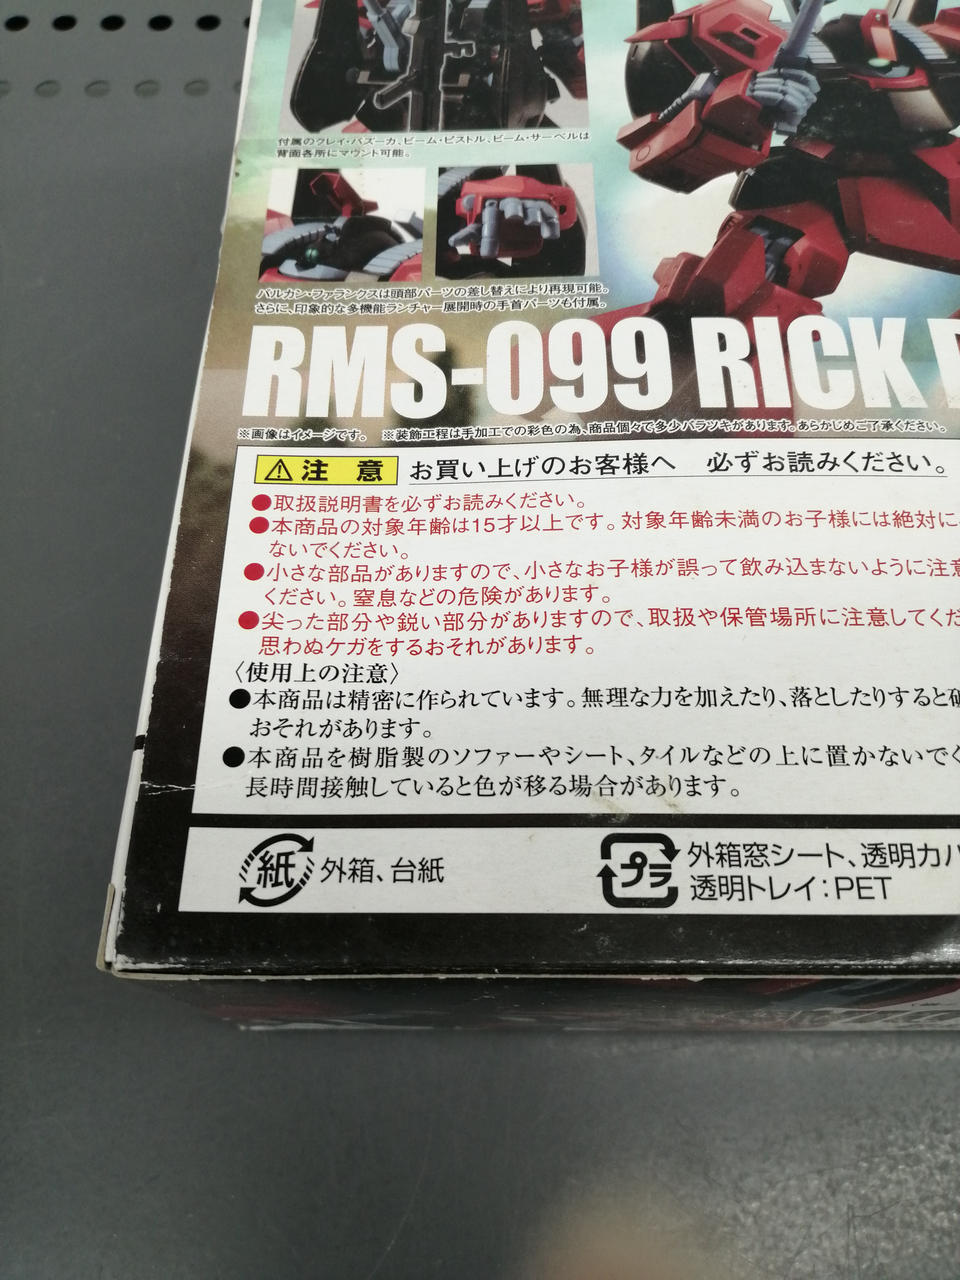 付属のクレイ・バズーカ、ビーム・ピストル、ビーム・サーベルは
背面各所にマウント可能。
バルカン・ファランクスは頭部パーツの差し替えにより再現可能。
さらに、印象的な多機能ランチャー展開時の手首パーツも付属。
RMS-099 RICK
※画像はイメージです。 ※装飾工程は手加工での彩色の為、商品個々で多少バラツキがあります。あらかじめご了承ください。
注 意 お買い上げのお客様へ 必ずお読みください。
●取扱説明書を必ずお読みください。
●本商品の対象年齢は15才以上です。対象年齢未満のお子様には絶対に
ないでください。
●小さな部品がありますので、小さなお子様が誤って飲み込まないように注意
ください。窒息などの危険があります。
●尖った部分や鋭い部分がありますので、取扱や保管場所に注意してくだ
思わぬケガをするおそれがあります。
〈使用上の注意〉
●本商品は精密に作られています。無理な力を加えたり、落としたりすると破
おそれがあります。
●本商品を樹脂製のソファーやシート、タイルなどの上に置かないでく
長時間接触していると色が移る場合があります。
紙 外箱、台紙
プラ 外箱窓シート、透明カバ
透明トレイ：PET